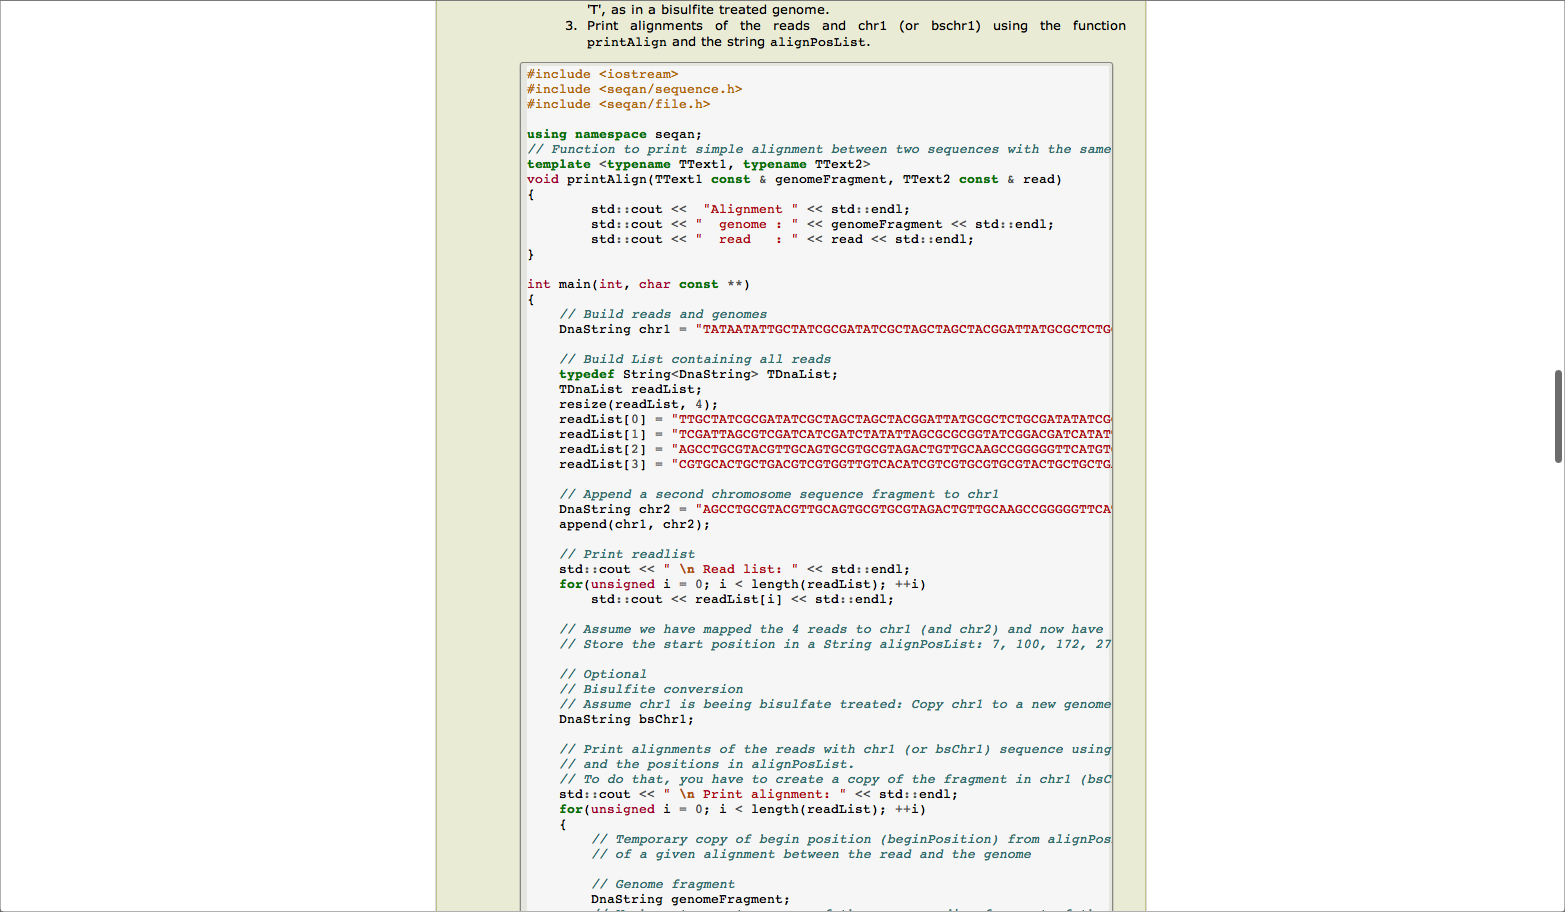 'T', as in a bisulfite treated genome.
3. Print alignments of the reads and chr1 (or bschr1) using the function
printAlign and the string alignPosList.
#include <iostream>
#include <seqan/sequence.h>
#include <seqan/file.h>
using namespace seqan;
// Function to print simple alignment between two sequences with the same
template <typename TText1, typename TText2>
void printAlign(TText1 const & genomeFragment, TText2 const & read)
{
std::cout <<  "Alignment " << std::endl;
std::cout << "  genome : " << genomeFragment << std::endl;
std::cout << "  read   : " << read << std::endl;
}
int main(int, char const **)
{
// Build reads and genomes
DnaString chr1 = "TATAATATTGCTATCGCGATATCGCTAGCTAGCTACGGATTATGCGCTCTG
// Build List containing all reads
typedef String<DnaString> TDnaList;
TDnaList readList;
resize(readList, 4);
readList[0] = "TTGCTATCGCGATATCGCTAGCTAGCTACGGATTATGCGCTCTGCGATATATCG
readList[1] = "TCGATTAGCGTCGATCATCGATCTATATTAGCGCGCGGTATCGGACGATCATAT
readList[2] = "AGCCTGCGTACGTTGCAGTGCGTGCGTAGACTGTTGCAAGCCGGGGGTTCATGT
readList[3] = "CGTGCACTGCTGACGTCGTGGTTGTCACATCGTCGTGCGTGCGTACTGCTGCTG
// Append a second chromosome sequence fragment to chr1
DnaString chr2 = "AGCCTGCGTACGTTGCAGTGCGTGCGTAGACTGTTGCAAGCCGGGGGTTCA
append(chr1, chr2);
// Print readlist
std::cout << " \n Read list: " << std::endl;
for(unsigned i = 0; i < length(readList); ++i)
std::cout << readList[i] << std::endl;
// Assume we have mapped the 4 reads to chr1 (and chr2) and now have
// Store the start position in a String alignPosList: 7, 100, 172, 27
// Optional
// Bisulfite conversion
// Assume chr1 is beeing bisulfate treated: Copy chr1 to a new genome
DnaString bsChr1;
// Print alignments of the reads with chr1 (or bsChr1) sequence using
// and the positions in alignPosList.
// To do that, you have to create a copy of the fragment in chr1 (bsC
std::cout << " \n Print alignment: " << std::endl;
for(unsigned i = 0; i < length(readList); ++i)
{
// Temporary copy of begin position (beginPosition) from alignPos
// of a given alignment between the read and the genome
// Genome fragment
DnaString genomeFragment;